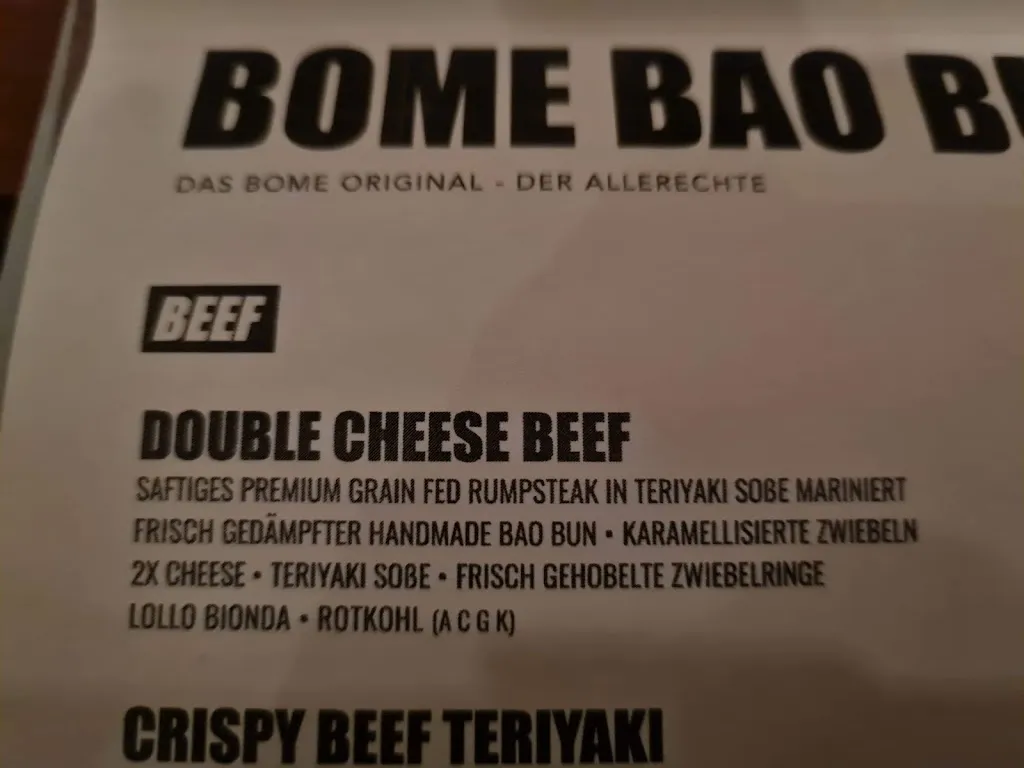 BOME BAO
DAS BOME ORIGINAL - DER ALLERECHTE
BEEF
DOUBLE CHEESE BEEF
SAFTIGES PREMIUM GRAIN FED RUMPSTEAK IN TERIYAKI SOßE MARINIERT
FRISCH GEDÄMPFTER HANDMADE BAO BUN • KARAMELLISIERTE ZWIEBELN
2X CHEESE • TERIYAKI SOßE • FRISCH GEHOBELTE ZWIEBELRINGE
LOLLO BIONDA • ROTKOHL (A C G K)
CRISPY BEEF TERIYAKI